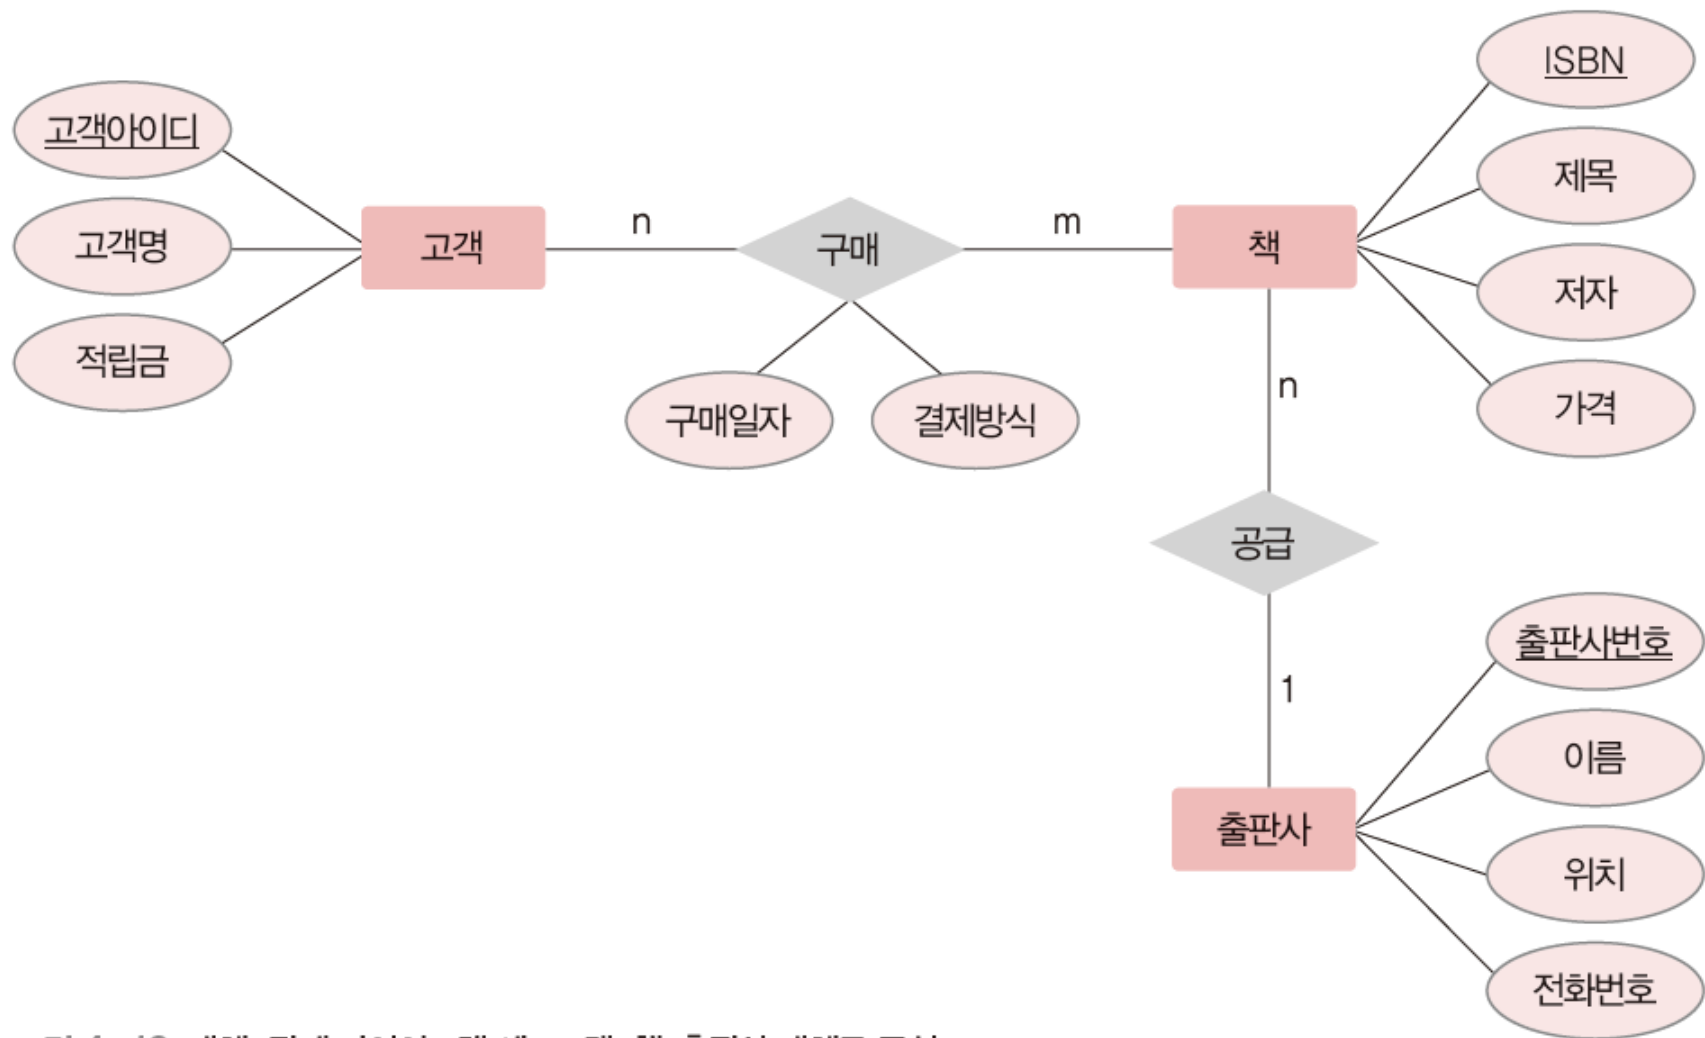 고객아이디
고객명
적립금
고객
n
구매
m
구매일자
결제방식
책
ISBN
제목
저자
가격
n
공급
1
출판사
출판사번호
이름
위치
전화번호